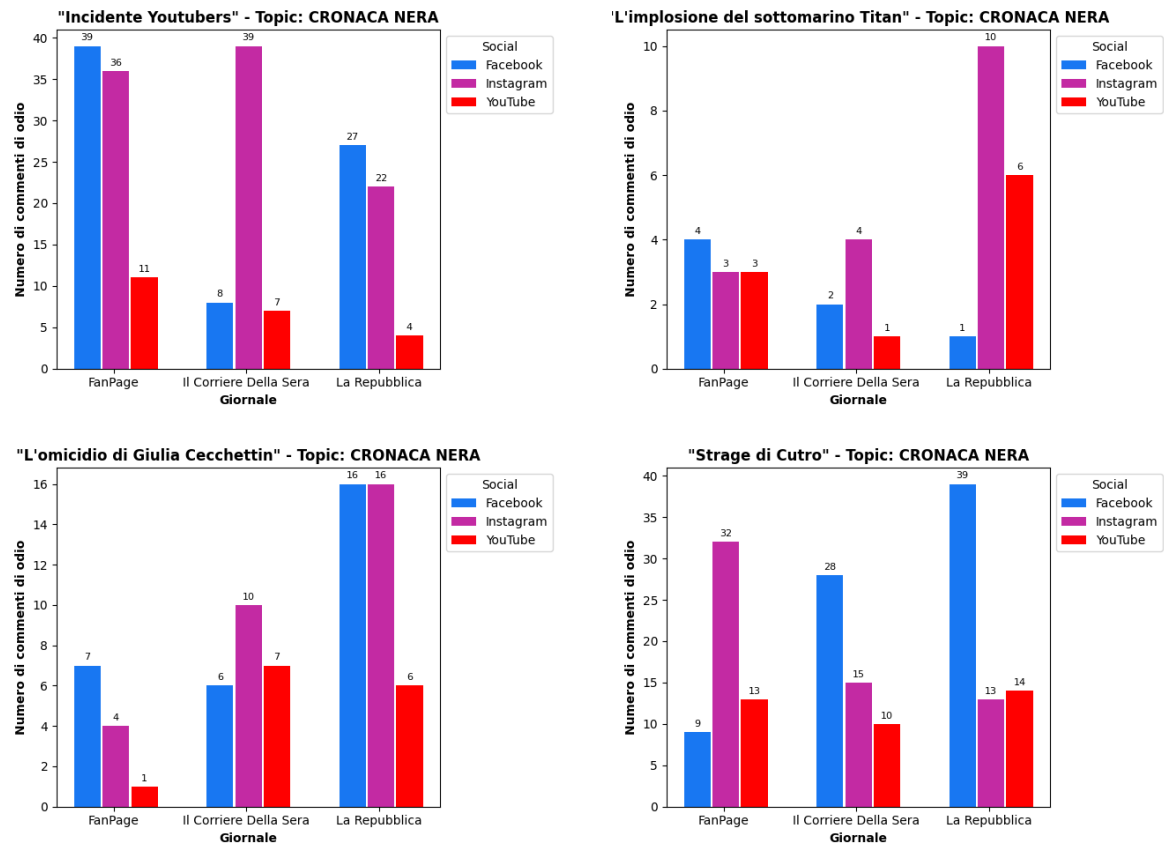 "Incidente Youtubers" - Topic: CRONACA NERA
Numero di commenti di odio
40
35
30
25
20
15
10
5
0
39
36
11
8
39
7
27
22
4
FanPage
Il Corriere Della Sera
La Repubblica
Giornale
Social
Facebook
Instagram
YouTube
'L'implosione del sottomarino Titan" - Topic: CRONACA NERA
Numero di commenti di odio
10
8
6
4
2
0
4
3
3
2
4
1
1
10
6
FanPage
Il Corriere Della Sera
La Repubblica
Giornale
Social
Facebook
Instagram
YouTube
"L'omicidio di Giulia Cecchettin" - Topic: CRONACA NERA
Numero di commenti di odio
16
14
12
10
8
6
4
2
0
7
4
1
6
10
7
16
16
6
FanPage
Il Corriere Della Sera
La Repubblica
Giornale
Social
Facebook
Instagram
YouTube
"Strage di Cutro" - Topic: CRONACA NERA
Numero di commenti di odio
40
35
30
25
20
15
10
5
0
9
32
13
28
15
10
39
13
14
FanPage
Il Corriere Della Sera
La Repubblica
Giornale
Social
Facebook
Instagram
YouTube